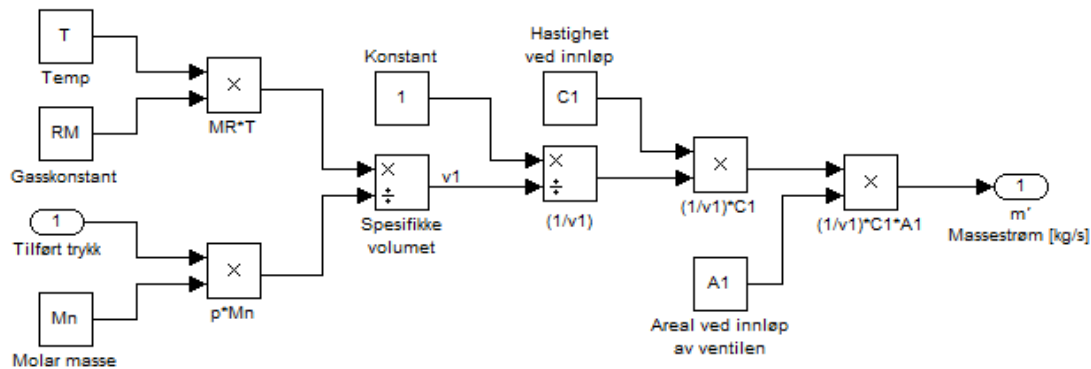 T
Temp
RM
Gasskonstant
1
Tilført trykk
Mn
Molar masse
×
MR*T
×
p*Mn
×
÷
Spesifikke
volumet
v1
Konstant
1
×
÷
(1/v1)
Hastighet
ved innløp
C1
×
(1/v1)*C1
A1
Areal ved innløp
av ventilen
×
(1/v1)*C1*A1
1
m'
Massestrøm [kg/s]